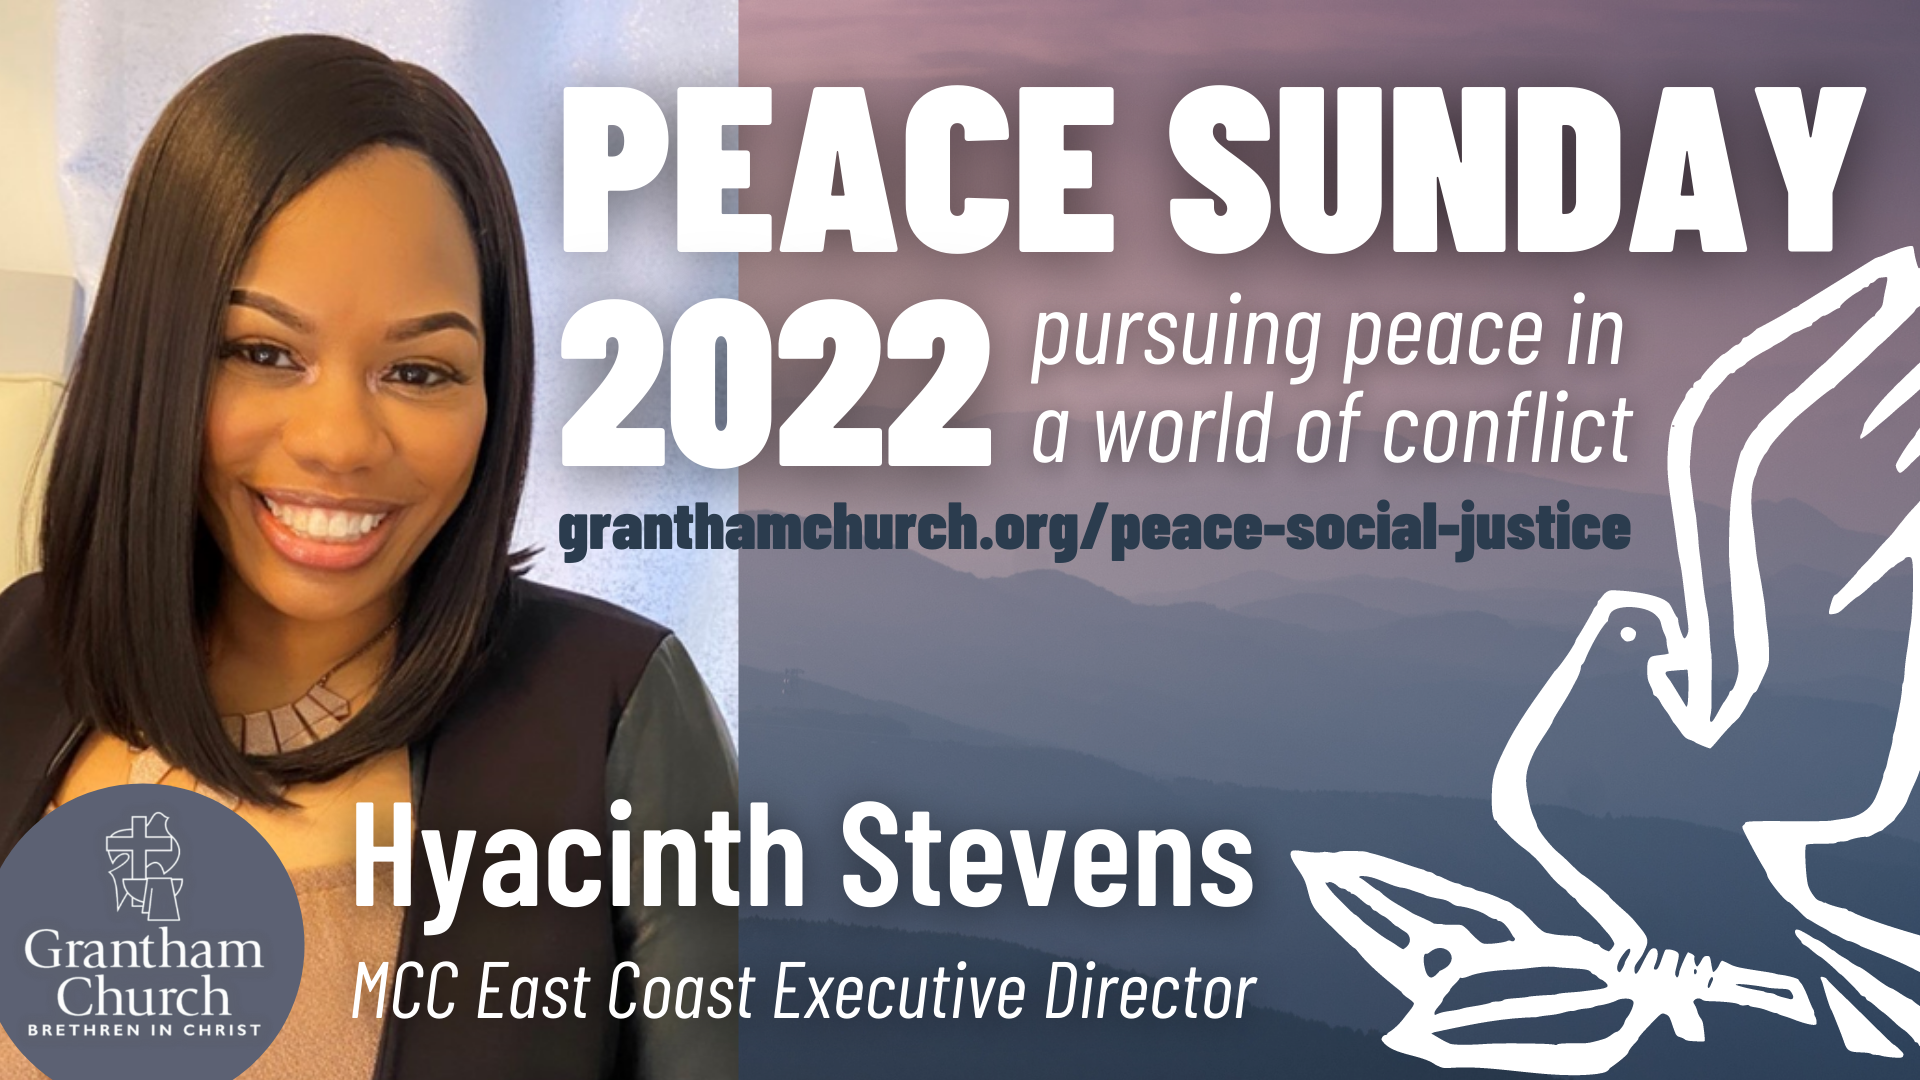 PEACE SUNDAY
2022
pursuing peace in
a world of conflict
granthamchurch.org/peace-social-justice
Hyacinth Stevens
MCC East Coast Executive Director
Grantham
Church
BRETHREN IN CHRIST